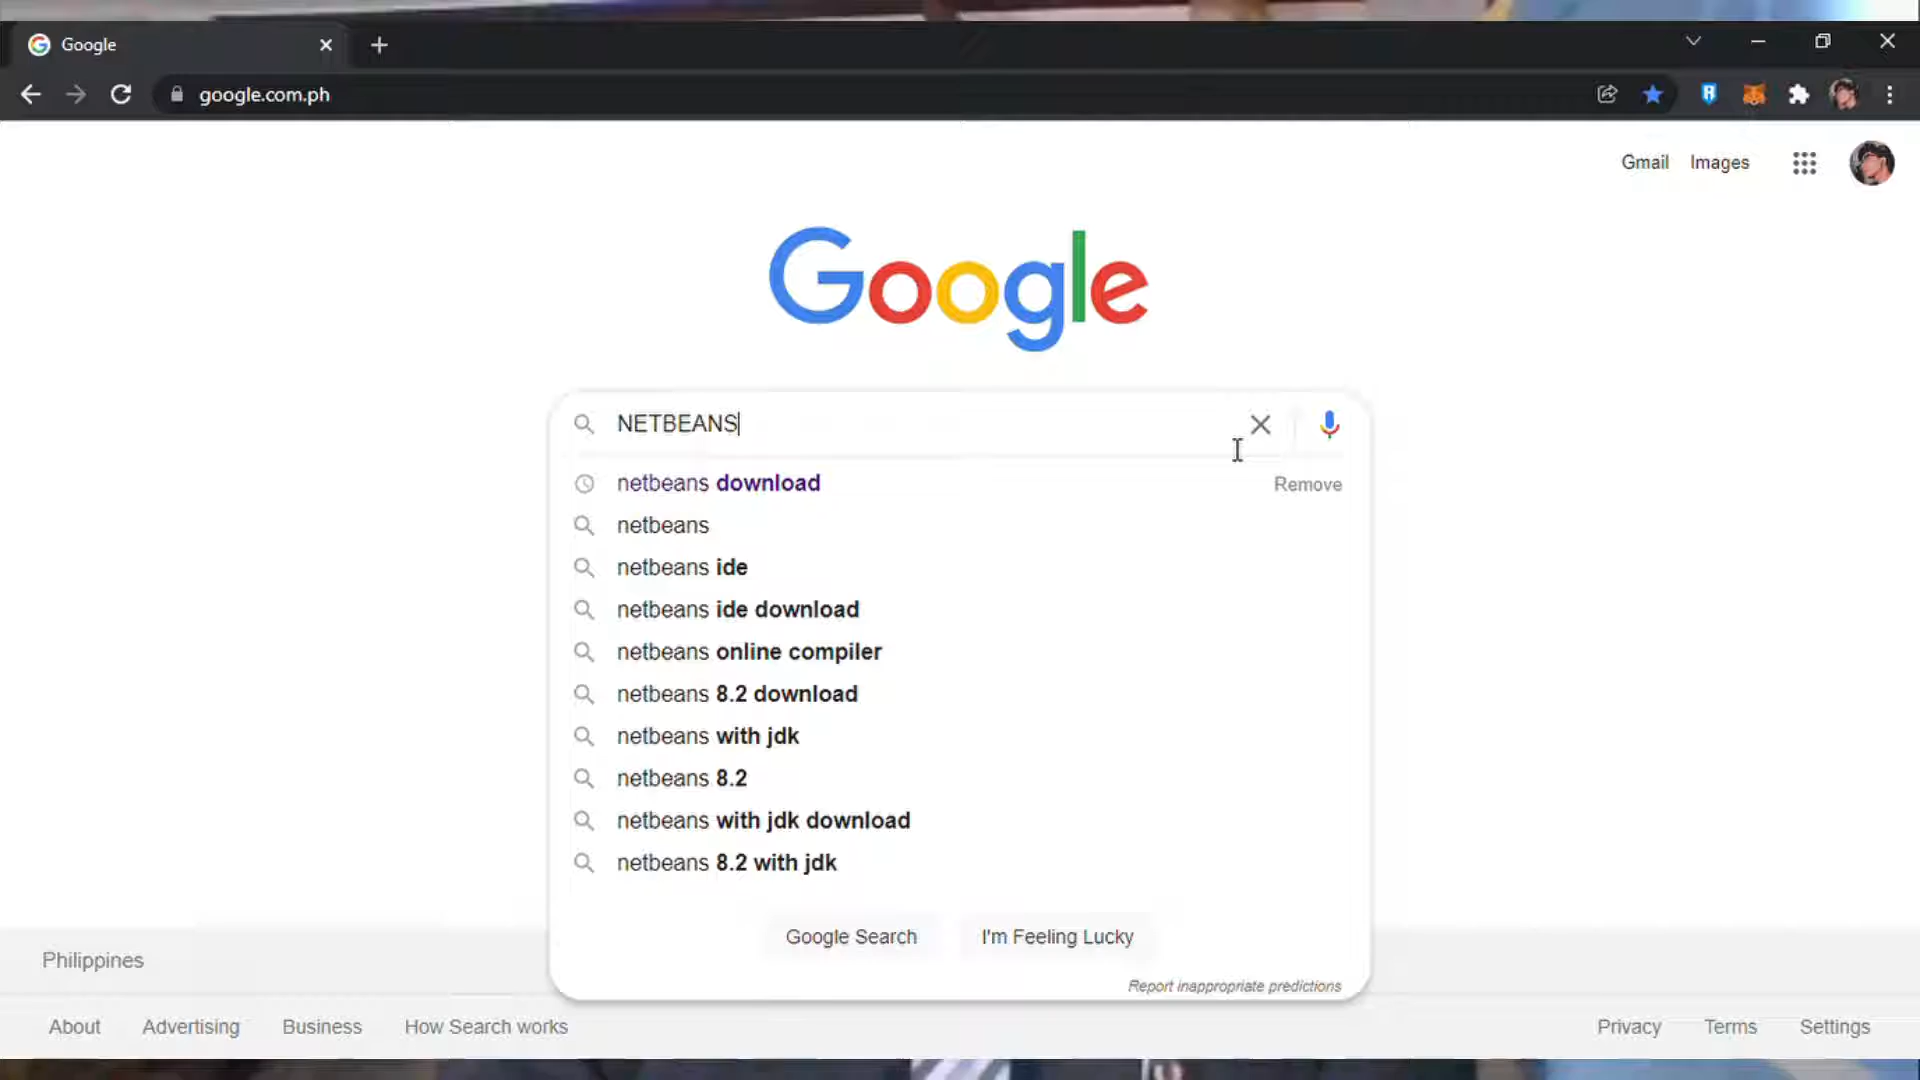 Google
google.com.ph
Gmail Images
Google
NETBEANS
netbeans download Remove
netbeans
netbeans ide
netbeans ide download
netbeans online compiler
netbeans 8.2 download
netbeans with jdk
netbeans 8.2
netbeans with jdk download
netbeans 8.2 with jdk
Google Search I'm Feeling Lucky
Report inappropriate predictions
Philippines
About Advertising Business How Search works Privacy Terms Settings